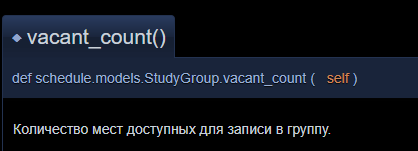 ◆ vacant_count()
def schedule.models.StudyGroup.vacant_count ( self )
Количество мест доступных для записи в группу.